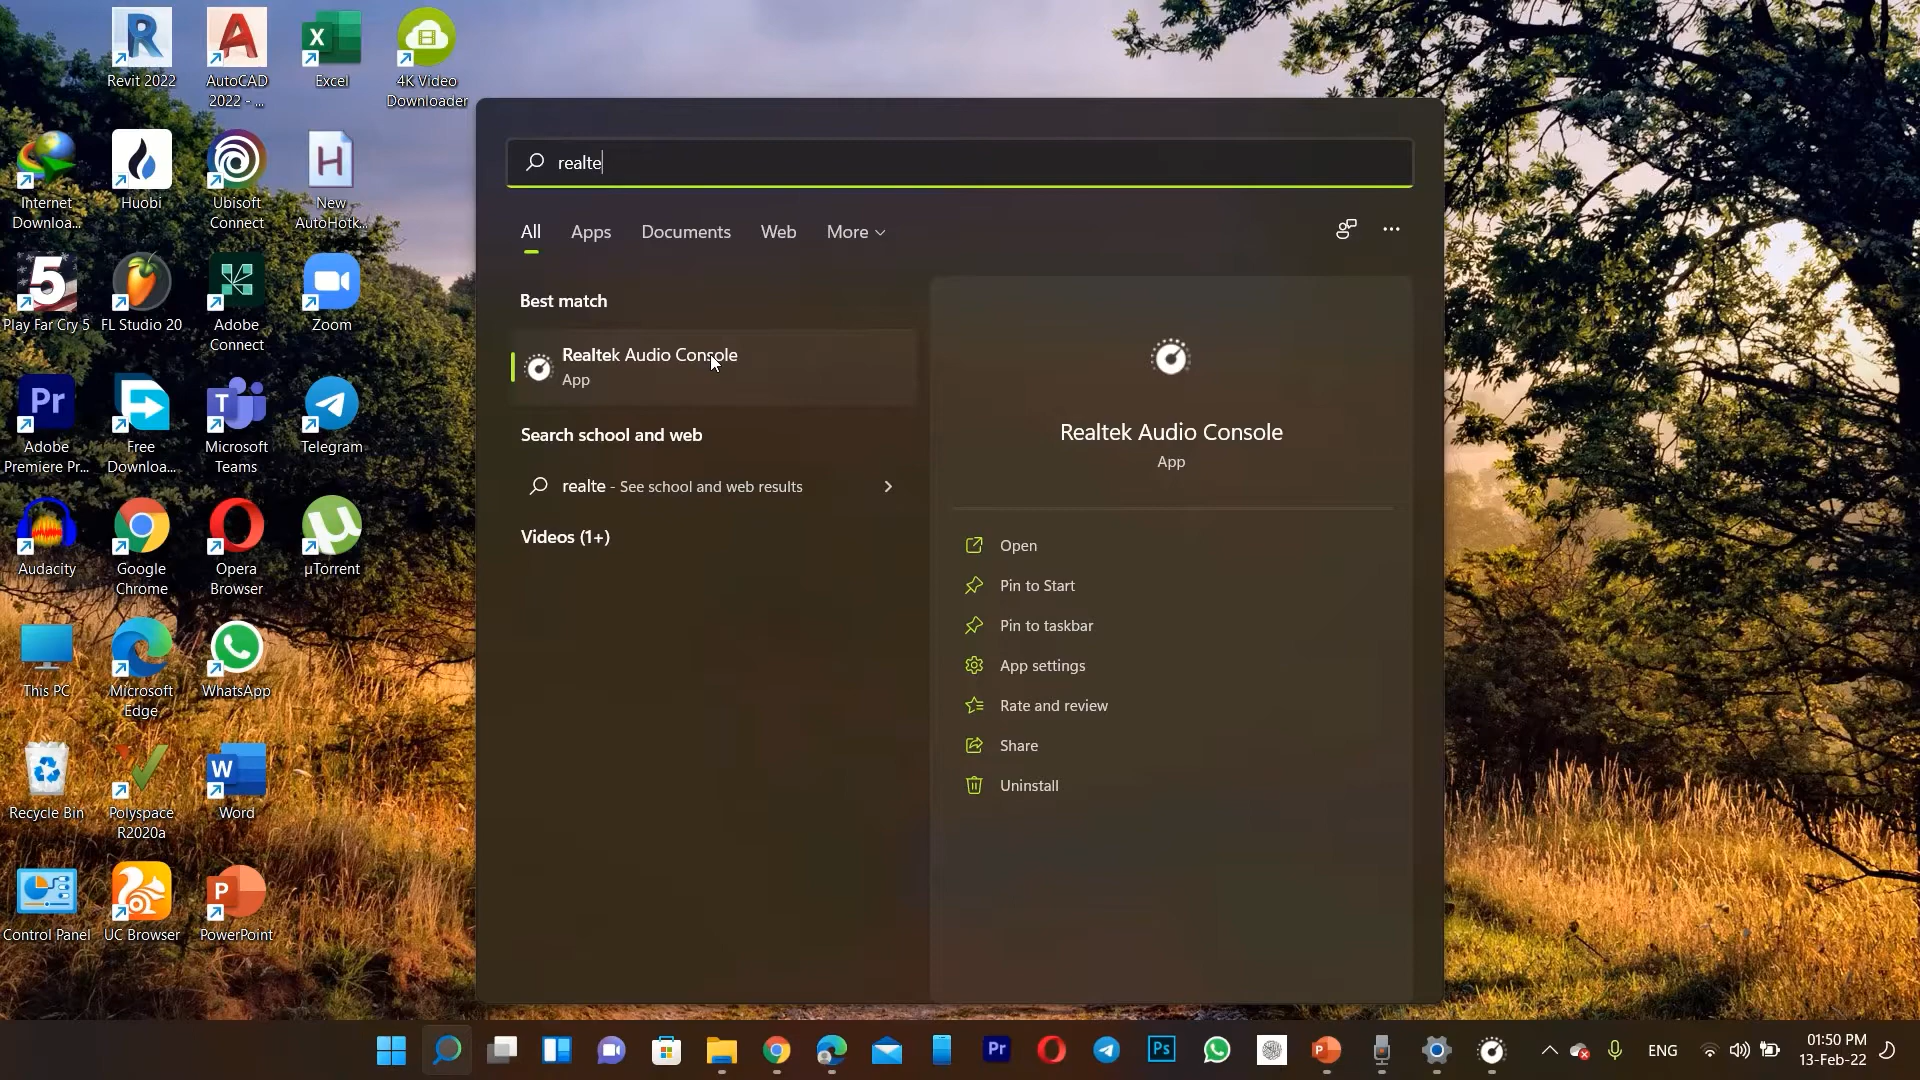 Revit 2022
AutoCAD
2022 - ...
Excel
4K Video
Downloader
Internet
Downloa...
Huobi
Ubisoft
Connect
New
AutoHotk...
Play Far Cry 5
FL Studio 20
Adobe
Connect
Zoom
Adobe
Premiere Pr...
Free
Downloa...
Microsoft
Teams
Telegram
Audacity
Google
Chrome
Opera
Browser
µTorrent
This PC
Microsoft
Edge
WhatsApp
Recycle Bin
Polyspace
R2020a
Word
Control Panel
UC Browser
PowerPoint
realte
All
Apps
Documents
Web
More
Best match
Realtek Audio Console
App
Search school and web
realte - See school and web results
Videos (1+)
Realtek Audio Console
App
Open
Pin to Start
Pin to taskbar
App settings
Rate and review
Share
Uninstall
Pr
Ps
P
ENG
01:50 PM
13-Feb-22